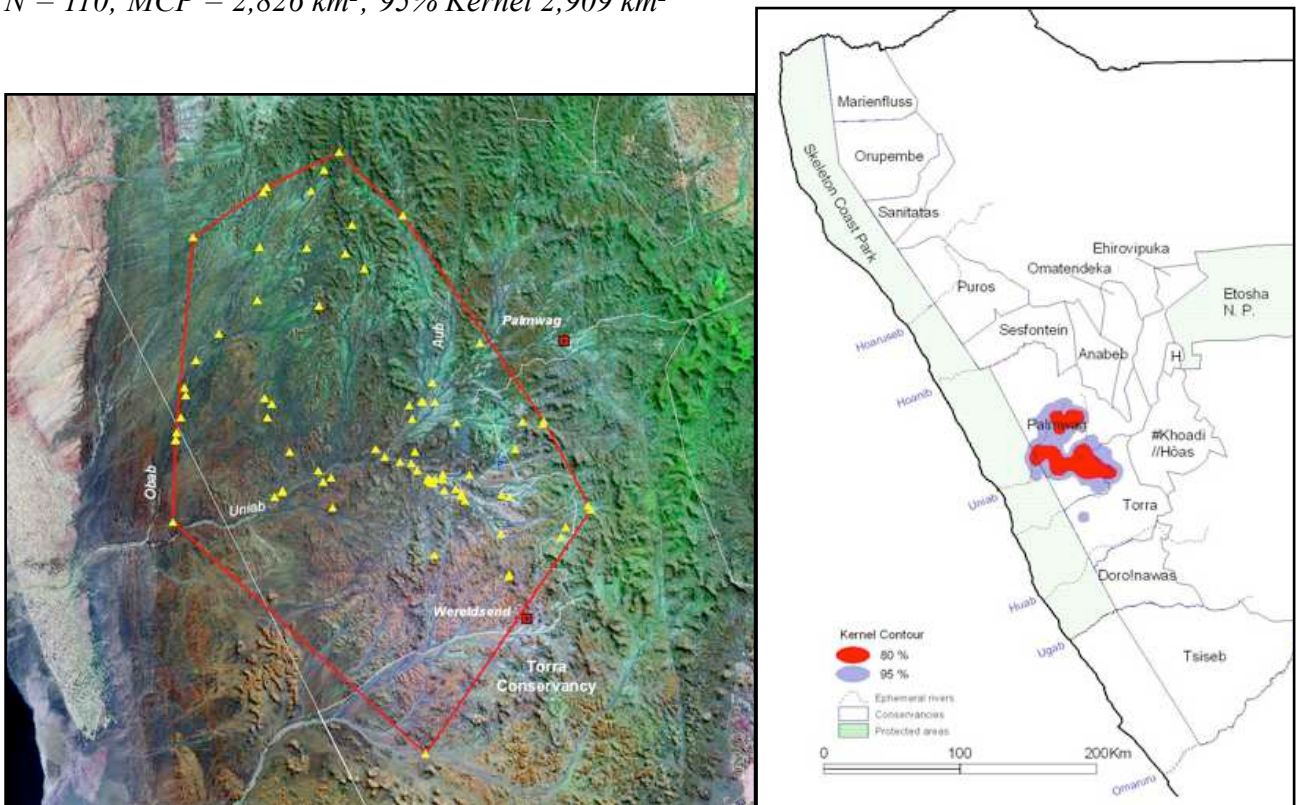 N = 110, MCP = 2,826 km², 95% Kernel 2,909 km²
Palmwag
Aub
Obab
Uniab
Wereldsend
Torra
Conservancy
Marienfluss
Orupembe
Skeleton Coast Park
Sanitatas
Ehirovipuka
Omatendeka
Puros
Etosha
N. P.
Sesfontein
Hoaruseb
Anabeb
H
Hoanib
Palmwag
#Khoadi
//Hôas
Uniab
Torra
Doro!nawas
Huab
Kernel Contour
80 %
95 %
Ugab
Tsiseb
Ephemeral rivers
Conservancies
Protected areas
0 100 200Km
Omaruru